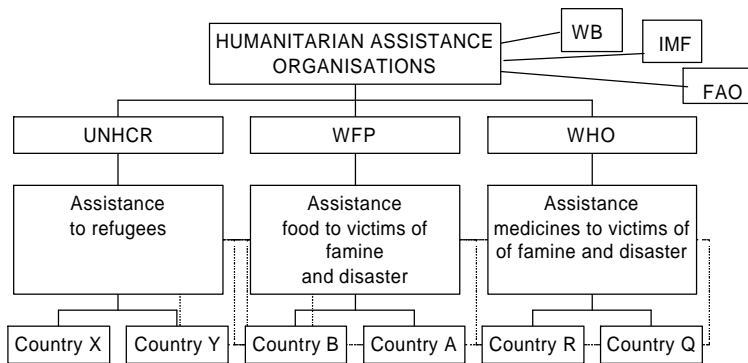 HUMANITARIAN ASSISTANCE
ORGANISATIONS
WB
IMF
FAO
UNHCR
WFP
WHO
Assistance
to refugees
Assistance
food to victims of
famine
and disaster
Assistance
medicines to victims of
of famine and disaster
Country X
Country Y
Country B
Country A
Country R
Country Q